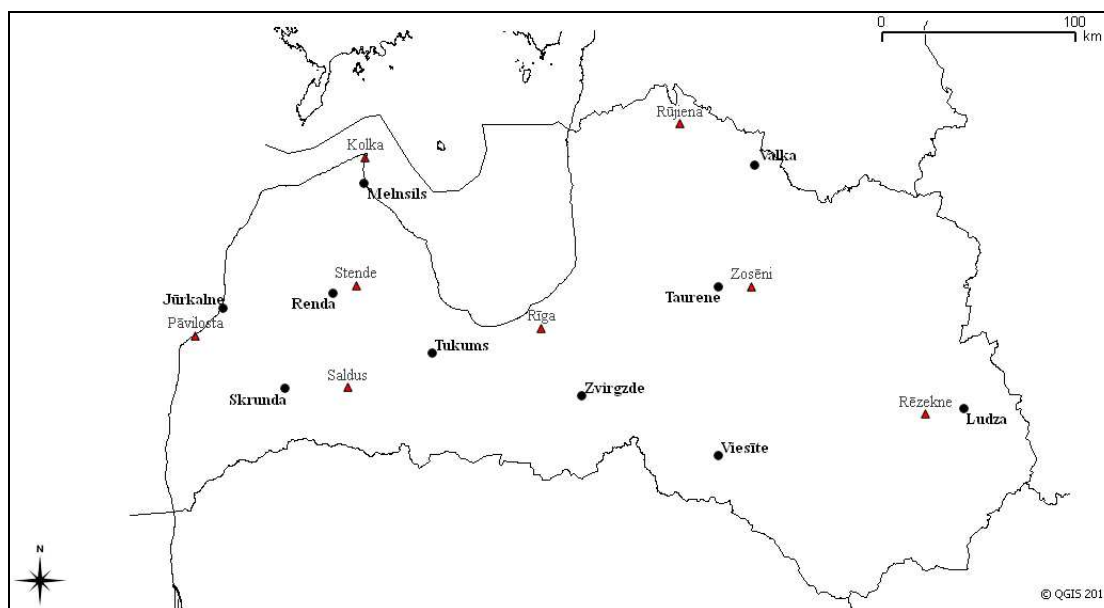 0 100
km
Rūjiena
Kolka
Valka
Melnsils
Stende
Zosēni
Jūrkalne
Renda
Taurene
Pāvilosta
Rīga
Tukums
Saldus
Skrunda
Zvirgzde
Rēzekne
Ludza
Viesīte
N
© QGIS 201